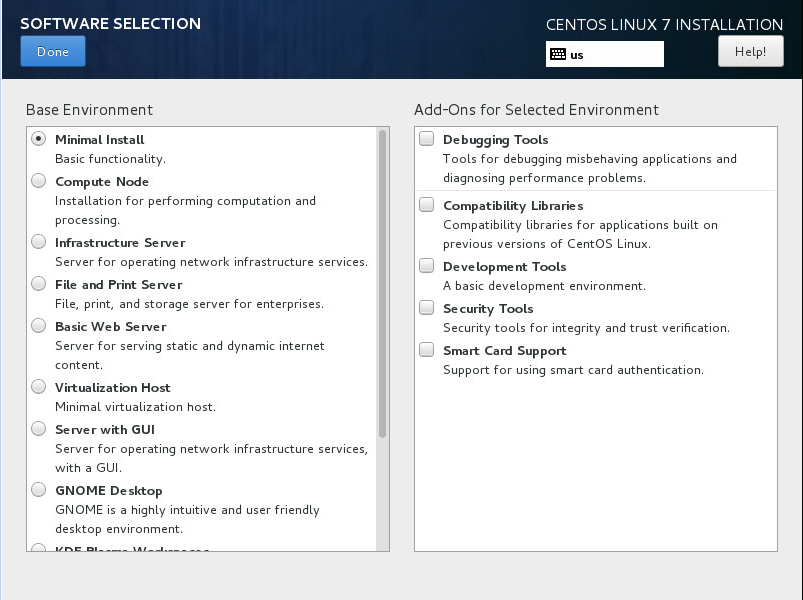 SOFTWARE SELECTION
CENTOS LINUX 7 INSTALLATION
Done
us
Help!
Base Environment
Minimal Install
Basic functionality.
Compute Node
Installation for performing computation and
processing.
Infrastructure Server
Server for operating network infrastructure services.
File and Print Server
File, print, and storage server for enterprises.
Basic Web Server
Server for serving static and dynamic internet
content.
Virtualization Host
Minimal virtualization host.
Server with GUI
Server for operating network infrastructure services,
with a GUI.
GNOME Desktop
GNOME is a highly intuitive and user friendly
desktop environment.
KDE Plasma Workspaces
Add-Ons for Selected Environment
Debugging Tools
Tools for debugging misbehaving applications and
diagnosing performance problems.
Compatibility Libraries
Compatibility libraries for applications built on
previous versions of CentOS Linux.
Development Tools
A basic development environment.
Security Tools
Security tools for integrity and trust verification.
Smart Card Support
Support for using smart card authentication.